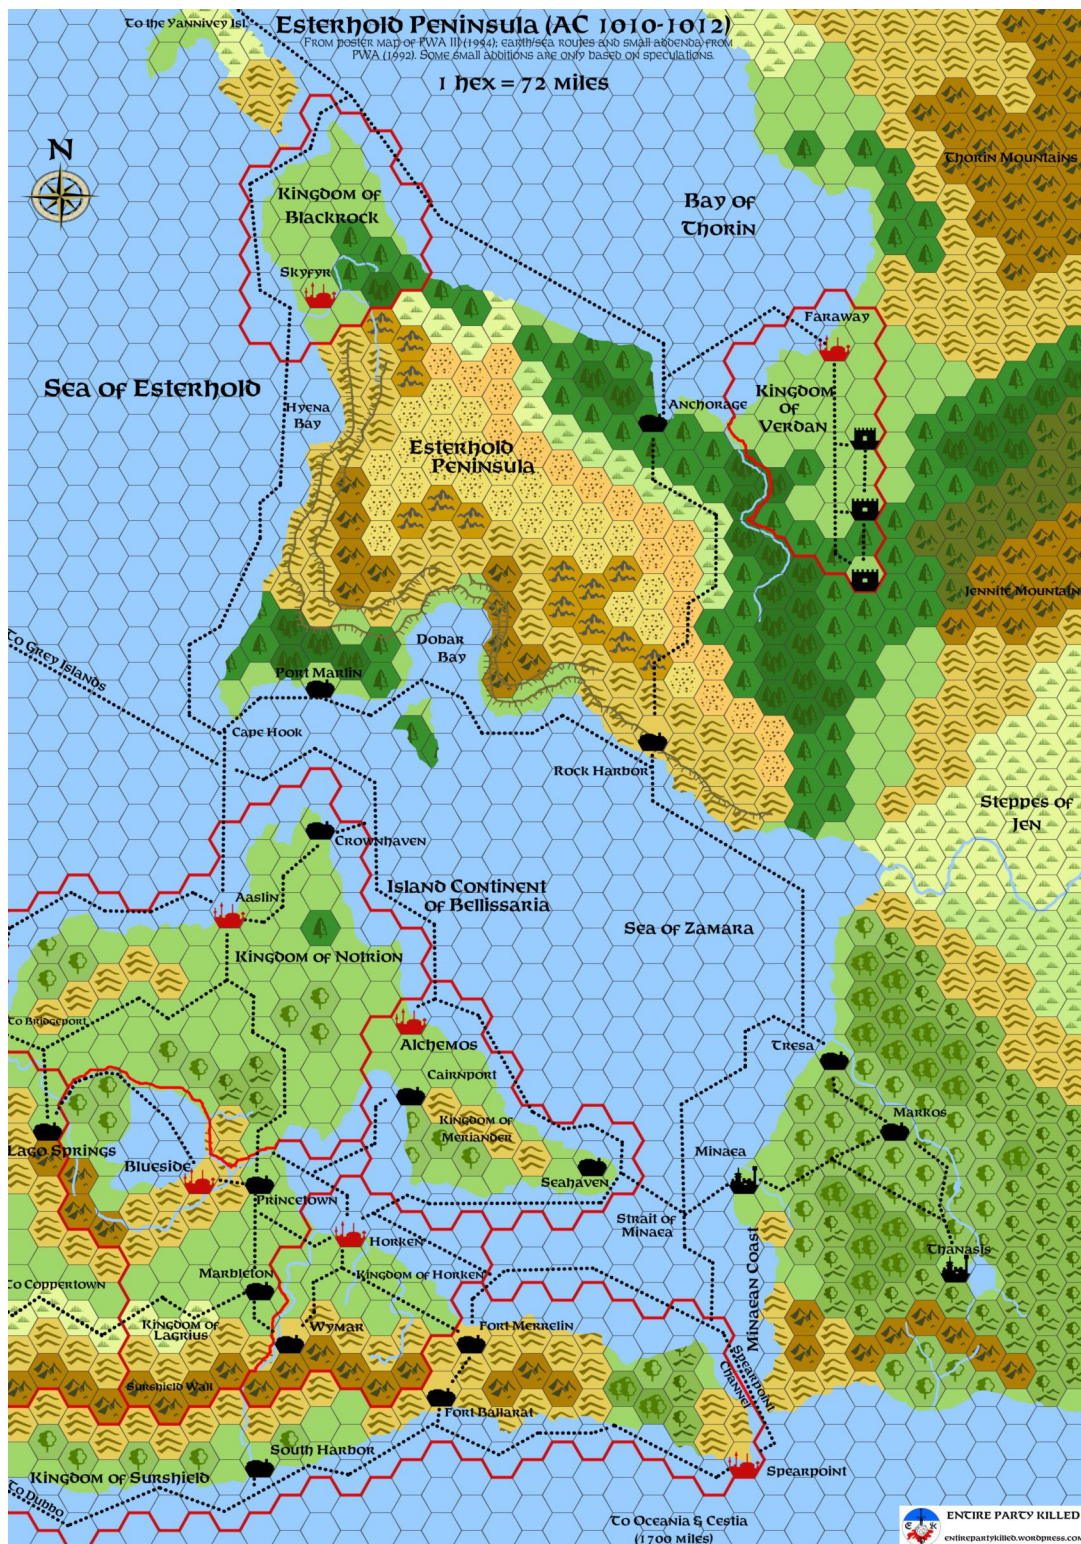 To the Yannivey Isl.
Esterhold Peninsula (AC 1010-1012)
From poster map of PWA III (1994); earth/sea routes and small addenda from
PWA (1992). Some small additions are only based on speculations.
1 hex = 72 miles
N
Thorin Mountains
Kingdom of
Blackrock
Bay of
Thorin
Skyfyr
Faraway
Sea of Esterhold
Hyena
Bay
Anchorage
Kingdom
of
Verdan
Esterhold
Peninsula
Jennite Mountain
To Grey Islands
Dobar
Bay
Port Marlin
Cape Hook
Rock Harbor
Steppes of
Jen
Crownhaven
Aaslin
Island Continent
of Bellissaria
Sea of Zamara
Kingdom of Notrion
To Bridgeport
Alchemos
Tresa
Cairnport
Markos
Kingdom of
Meriander
Lago Springs
Blueside
Minaea
Princetown
Seahaven
Strait of
Minaea
Horken
Thanasis
Minaean Coast
Marbleton
Kingdom of Horken
To Coppertown
Kingdom of
Lagrius
Wymar
Fort Merrelin
Spearpoint
Channel
Surshield Wall
Fort Ballarat
South Harbor
Kingdom of Surshield
Spearpoint
To Dubbo
To Oceania & Cestia
(1700 miles)
Entire Party Killed
entirepartykilled.wordpress.com